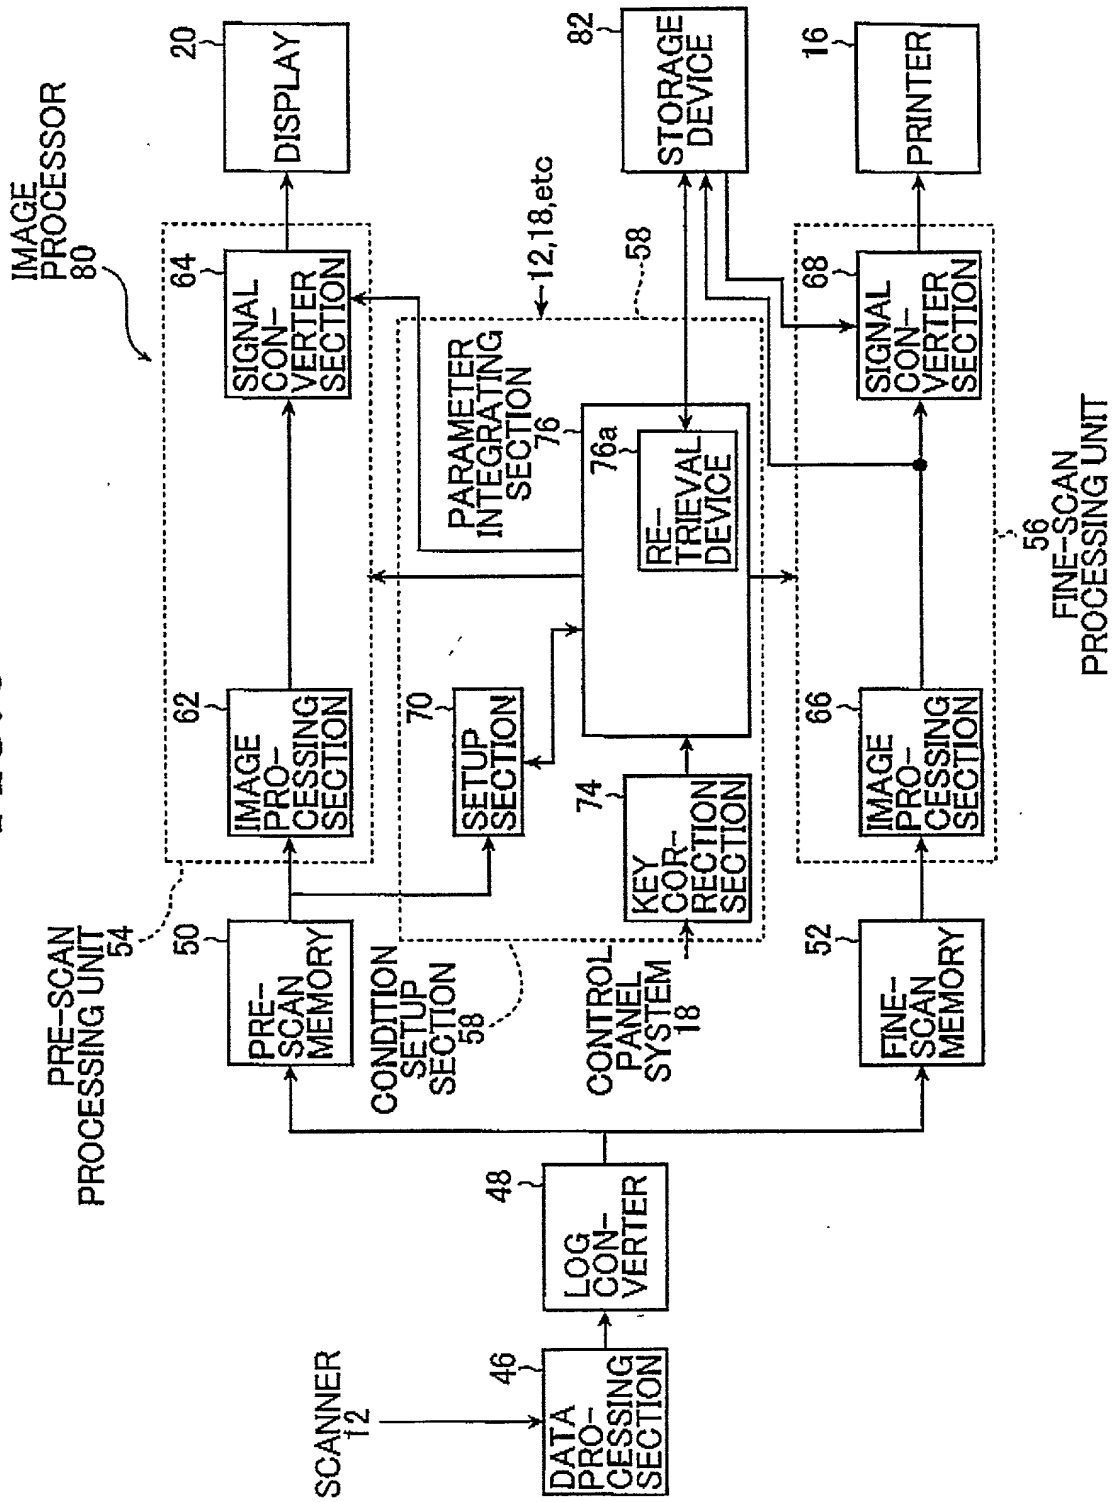 IMAGE
PROCESSOR
80
PRE-SCAN
PROCESSING UNIT
54
SCANNER
12
46
DATA
PRO-
CESSING
SECTION
48
LOG
CON-
VERTER
50
PRE-
SCAN
MEMORY
62
IMAGE
PRO-
CESSING
SECTION
64
SIGNAL
CON-
VERTER
SECTION
20
DISPLAY
CONDITION
SETUP
SECTION
58
70
SETUP
SECTION
PARAMETER
INTEGRATING
SECTION
76
76a
RE-
TRIEVAL
DEVICE
12,18,etc
58
82
STORAGE
DEVICE
CONTROL
PANEL
SYSTEM
18
74
KEY
COR-
RECTION
SECTION
52
FINE-
SCAN
MEMORY
66
IMAGE
PRO-
CESSING
SECTION
68
SIGNAL
CON-
VERTER
SECTION
16
PRINTER
56
FINE-SCAN
PROCESSING UNIT